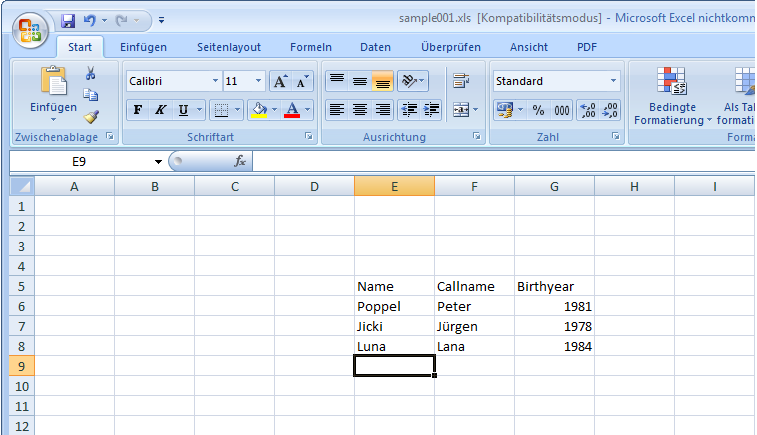 sample001.xls [Kompatibilitätsmodus] - Microsoft Excel nichtkomm
Start Einfügen Seitenlayout Formeln Daten Überprüfen Ansicht PDF
Calibri 11 A A Standard
Einfügen F K U A % 000 Bedingte Formatierung Als Tal formati
Zwischenablage Schriftart Ausrichtung Zahl Forma
E9 fx
A B C D E F G H I
1
2
3
4
5 Name Callname Birthyear
6 Poppel Peter 1981
7 Jicki Jürgen 1978
8 Luna Lana 1984
9
10
11
12